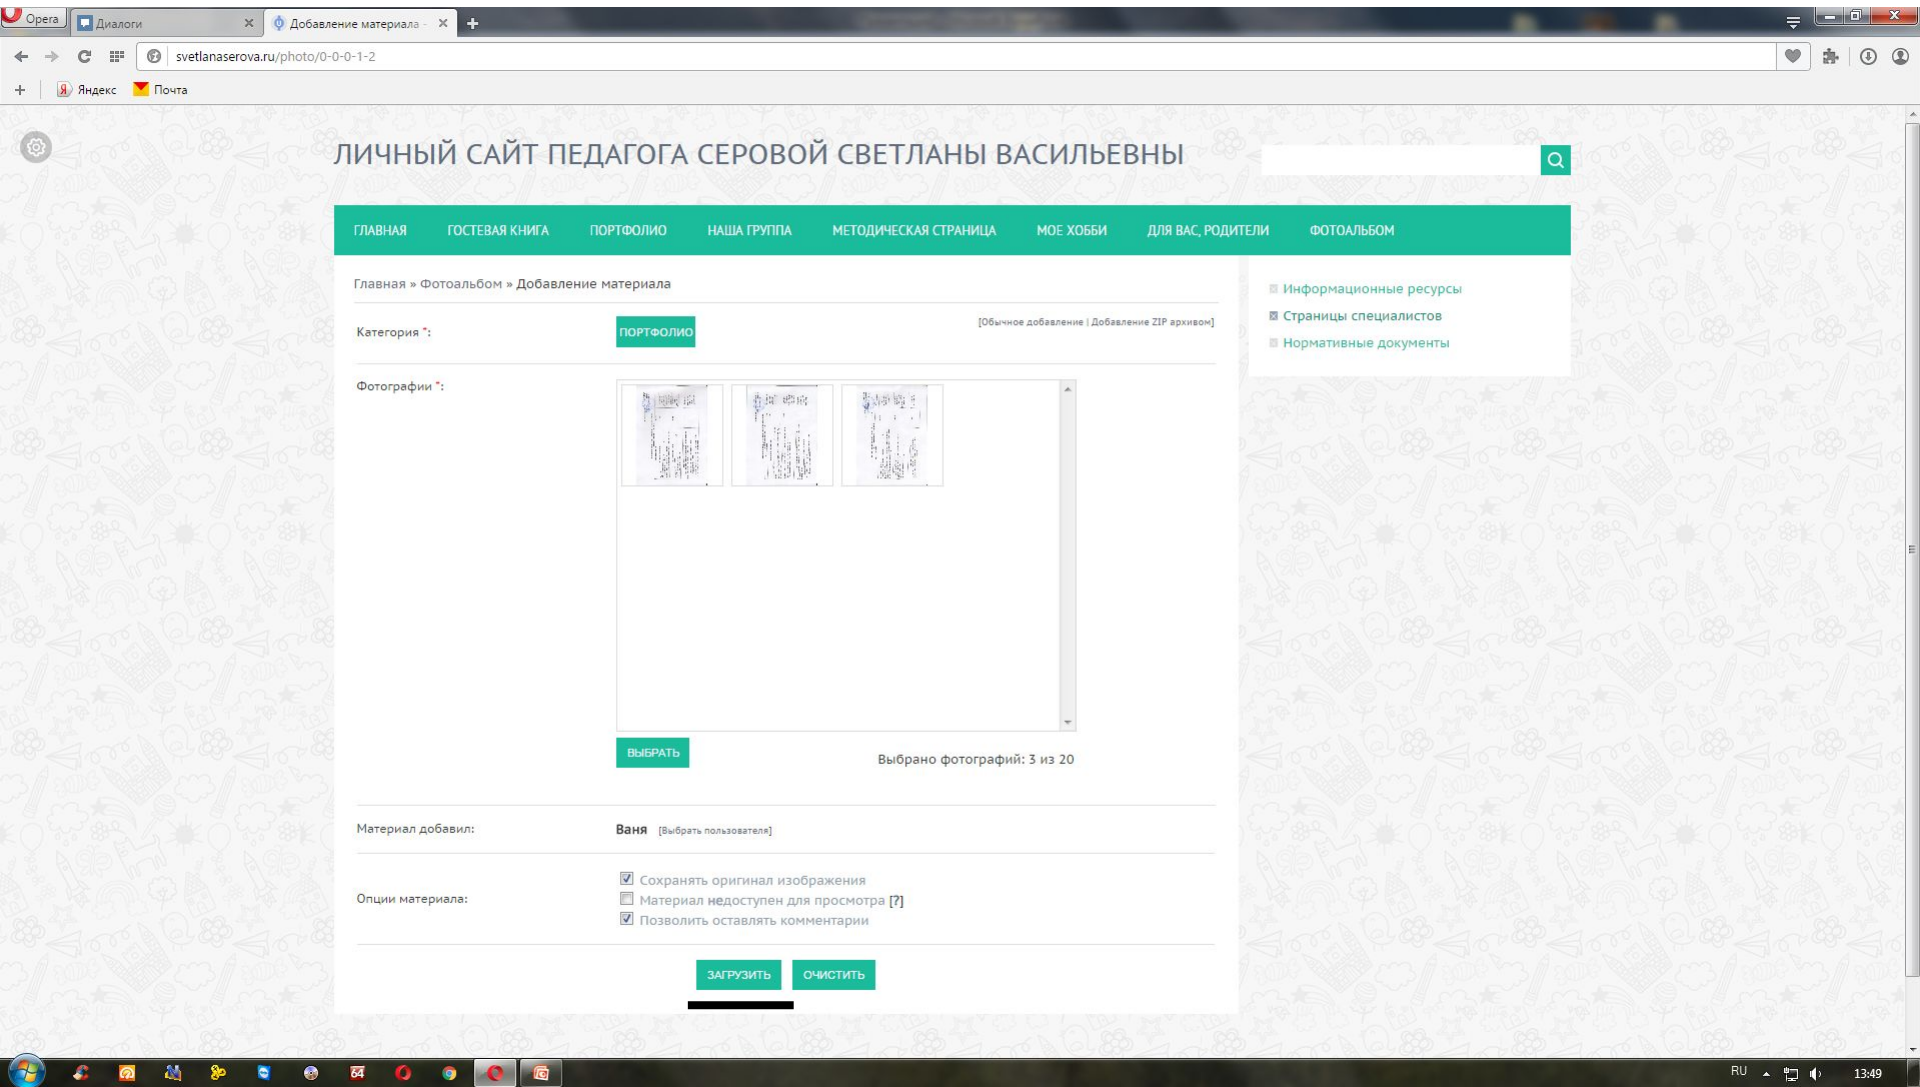 Opera
Диалоги
Добавление материала -
svetlanaserova.ru/photo/0-0-0-1-2
Яндекс
Почта
ЛИЧНЫЙ САЙТ ПЕДАГОГА СЕРОВОЙ СВЕТЛАНЫ ВАСИЛЬЕВНЫ
ГЛАВНАЯ ГОСТЕВАЯ КНИГА ПОРТФОЛИО НАША ГРУППА МЕТОДИЧЕСКАЯ СТРАНИЦА МОЕ ХОББИ ДЛЯ ВАС, РОДИТЕЛИ ФОТОАЛЬБОМ
Главная » Фотоальбом » Добавление материала
Категория *:
ПОРТФОЛИО
[Обычное добавление | Добавление ZIP архивом]
Фотографии *:
ВЫБРАТЬ
Выбрано фотографий: 3 из 20
Материал добавил:
Ваня [Выбрать пользователя]
Опции материала:
Сохранять оригинал изображения
Материал недоступен для просмотра [?]
Позволить оставлять комментарии
ЗАГРУЗИТЬ
ОЧИСТИТЬ
Информационные ресурсы
Страницы специалистов
Нормативные документы
64
RU
13:49